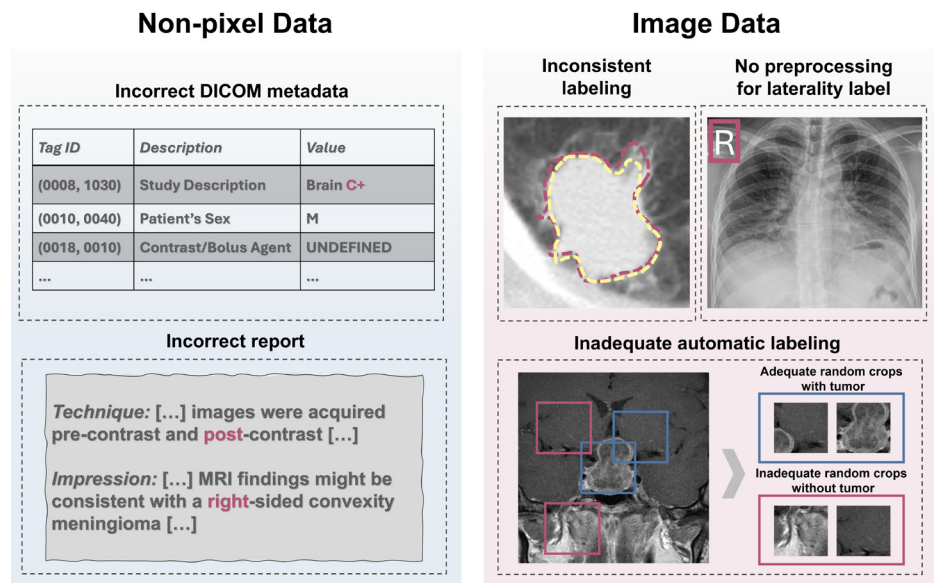 Non-pixel Data
Incorrect DICOM metadata
Tag ID Description Value
(0008, 1030) Study Description Brain C+
(0010, 0040) Patient's Sex M
(0018, 0010) Contrast/Bolus Agent UNDEFINED
... ... ...
Incorrect report
Technique: [...] images were acquired
pre-contrast and post-contrast [...]
Impression: [...] MRI findings might be
consistent with a right-sided convexity
meningioma [...]
Image Data
Inconsistent
labeling
No preprocessing
for laterality label
R
Inadequate automatic labeling
Adequate random crops
with tumor
Inadequate random crops
without tumor